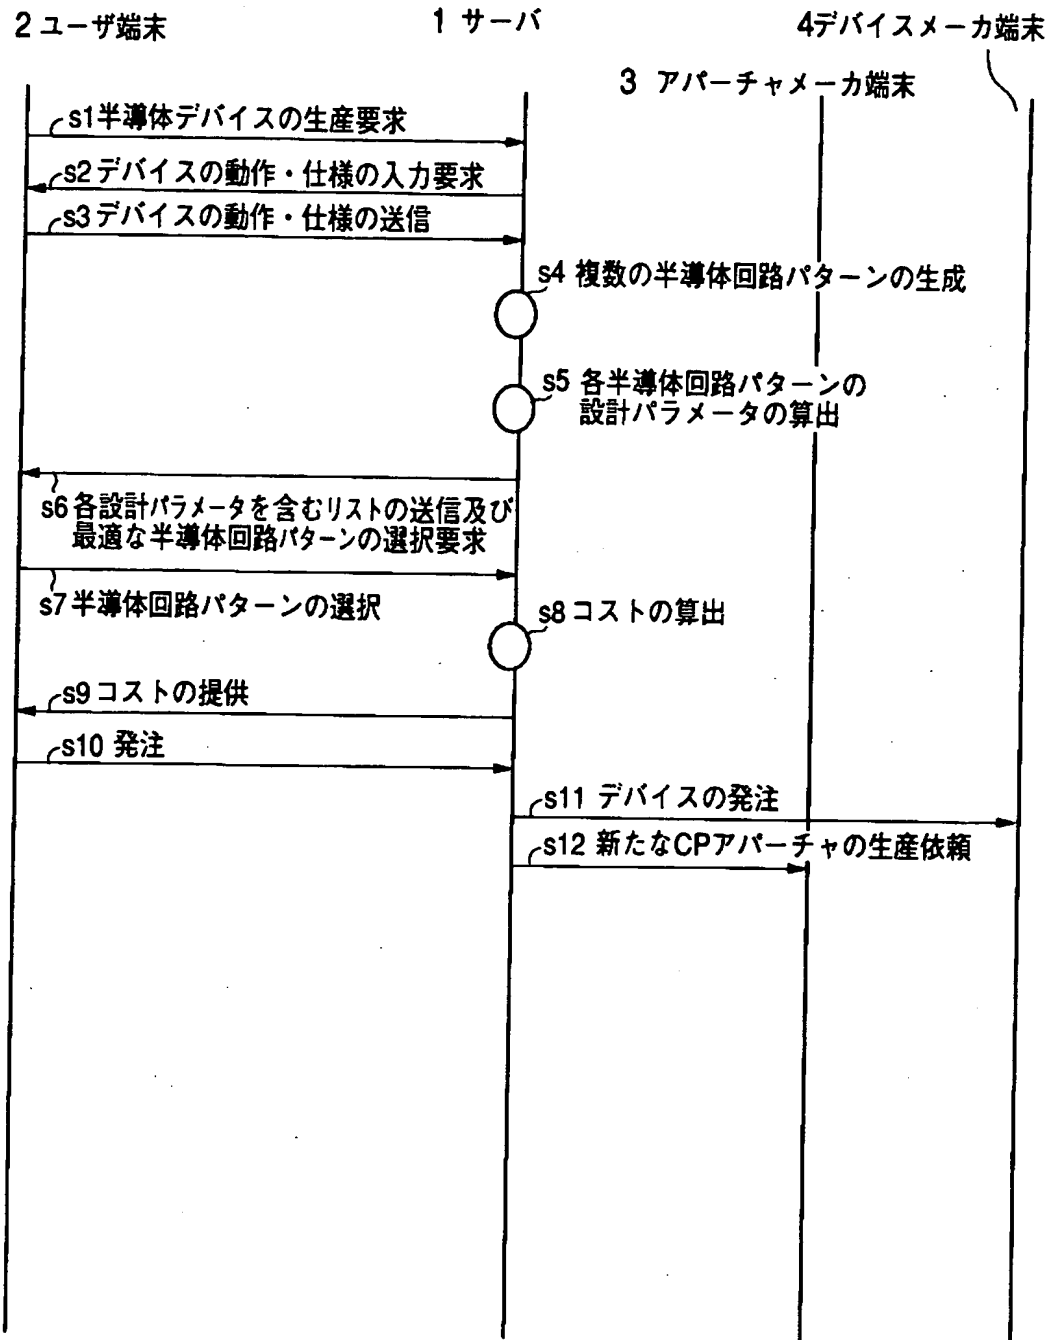 2 ユーザ端末
1 サーバ
4デバイスメーカ端末
3 アパーチャメーカ端末
s1半導体デバイスの生産要求
s2デバイスの動作・仕様の入力要求
s3デバイスの動作・仕様の送信
s4 複数の半導体回路パターンの生成
s5 各半導体回路パターンの
設計パラメータの算出
s6 各設計パラメータを含むリストの送信及び
最適な半導体回路パターンの選択要求
s7 半導体回路パターンの選択
s8 コストの算出
s9 コストの提供
s10 発注
s11 デバイスの発注
s12 新たなCPアパーチャの生産依頼